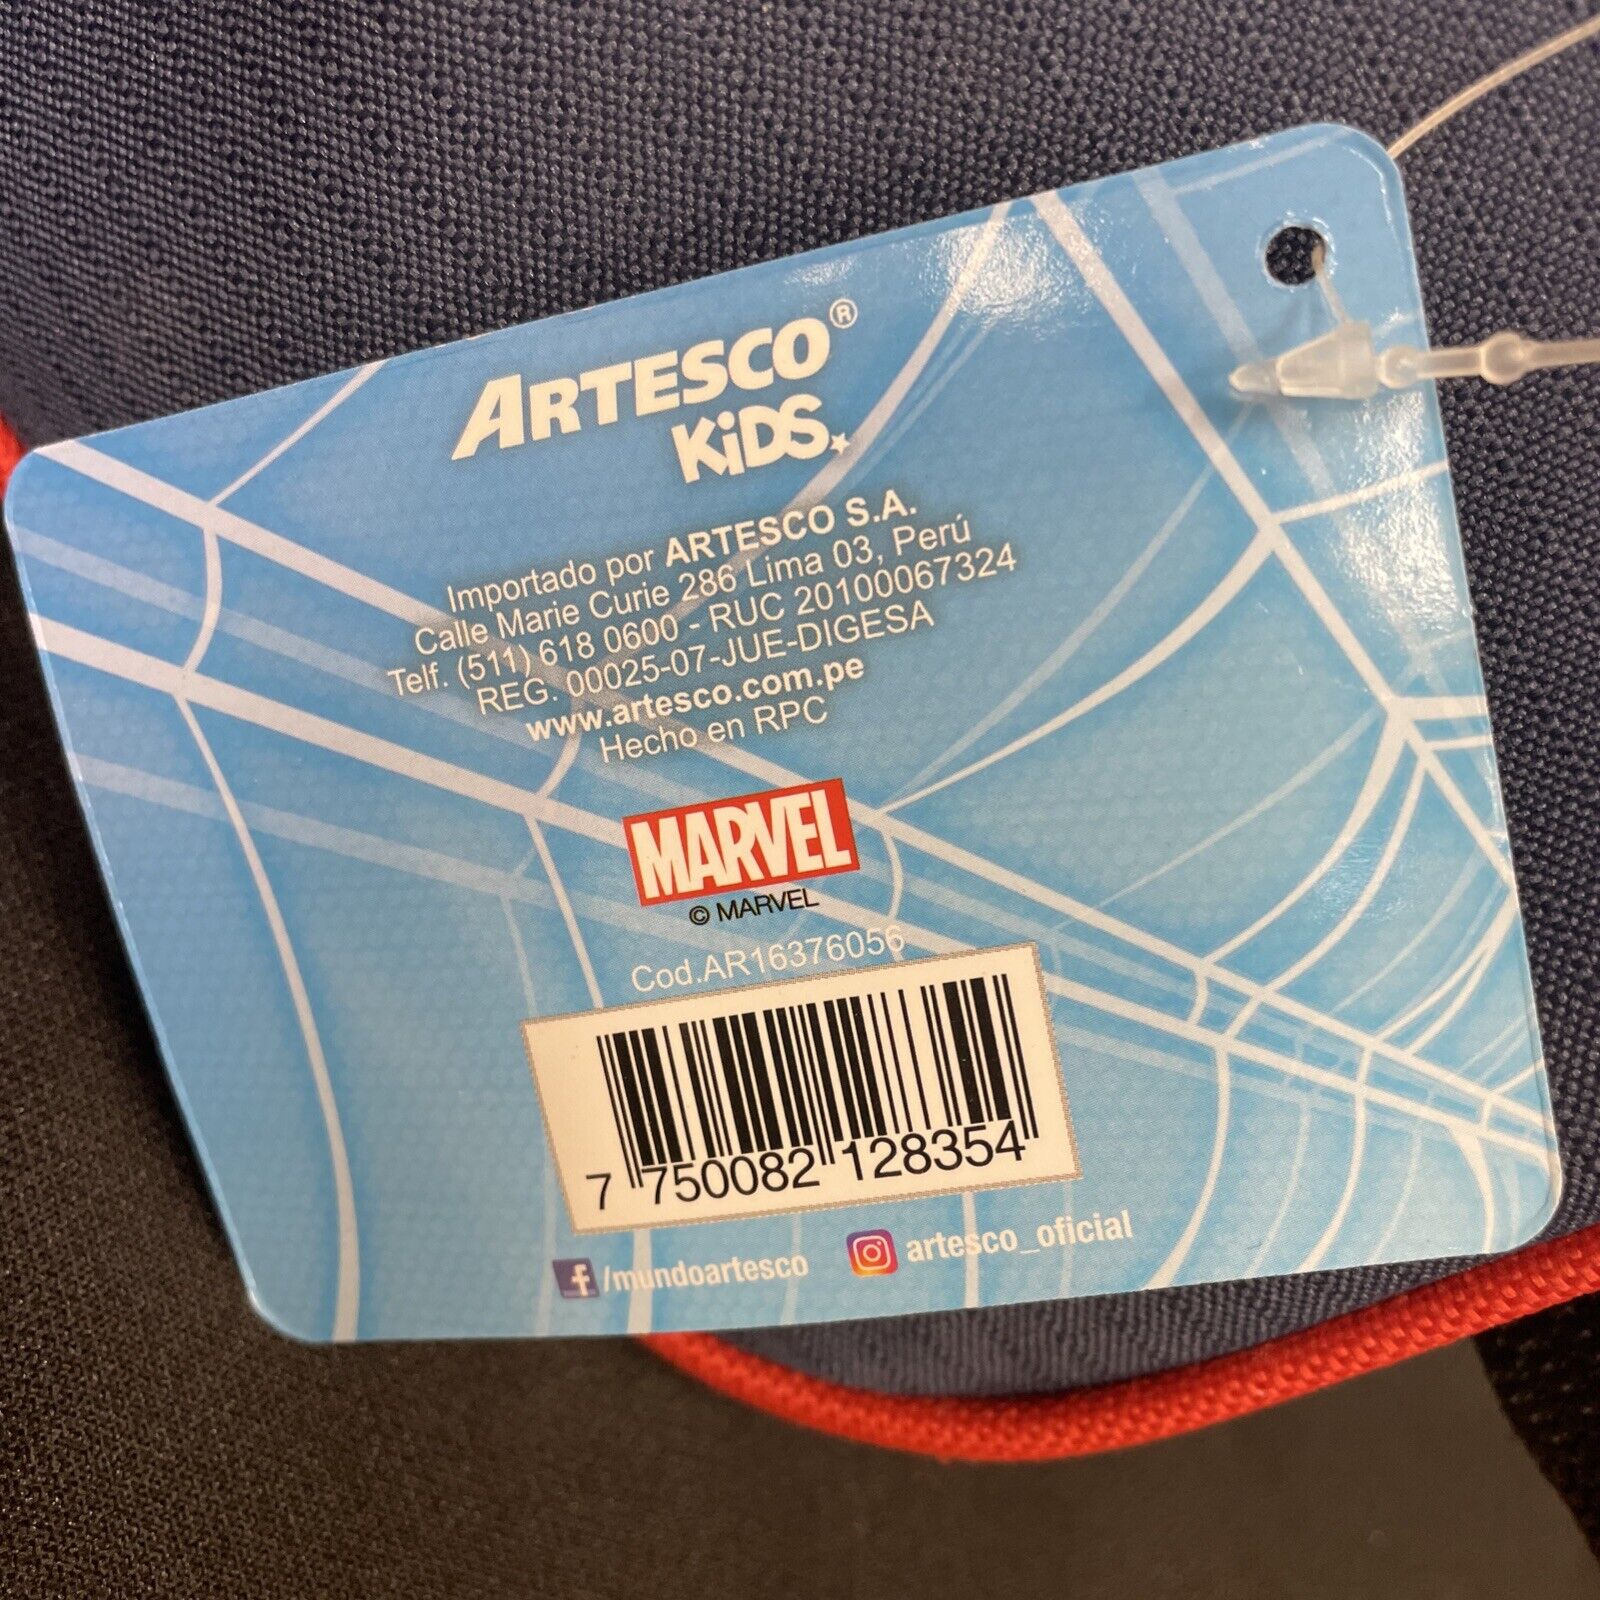 ARTESCO®
KiDS
Importado por ARTESCO S.A.
Calle Marie Curie 286 Lima 03, Perú
Telf. (511) 618 0600 - RUC 20100067324
REG. 00025-07-JUE-DIGESA
www.artesco.com.pe
Hecho en RPC
MARVEL
© MARVEL
Cod.AR16376056
7 750082 128354
/mundoartesco artesco_oficial